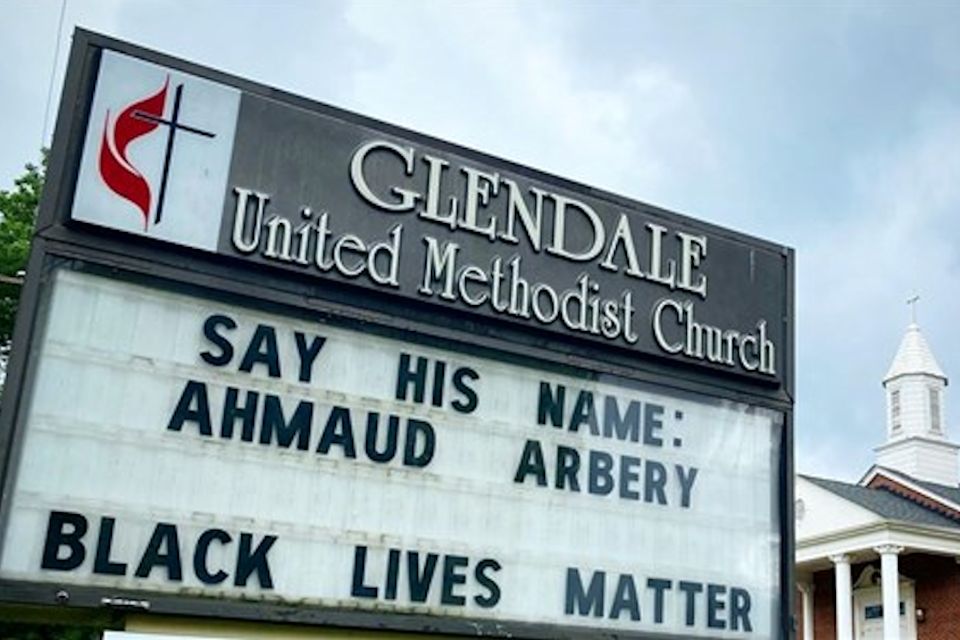 GLENDALE
United Methodist Church
SAY HIS NAME:
AHMAUD ARBERY
BLACK LIVES MATTER